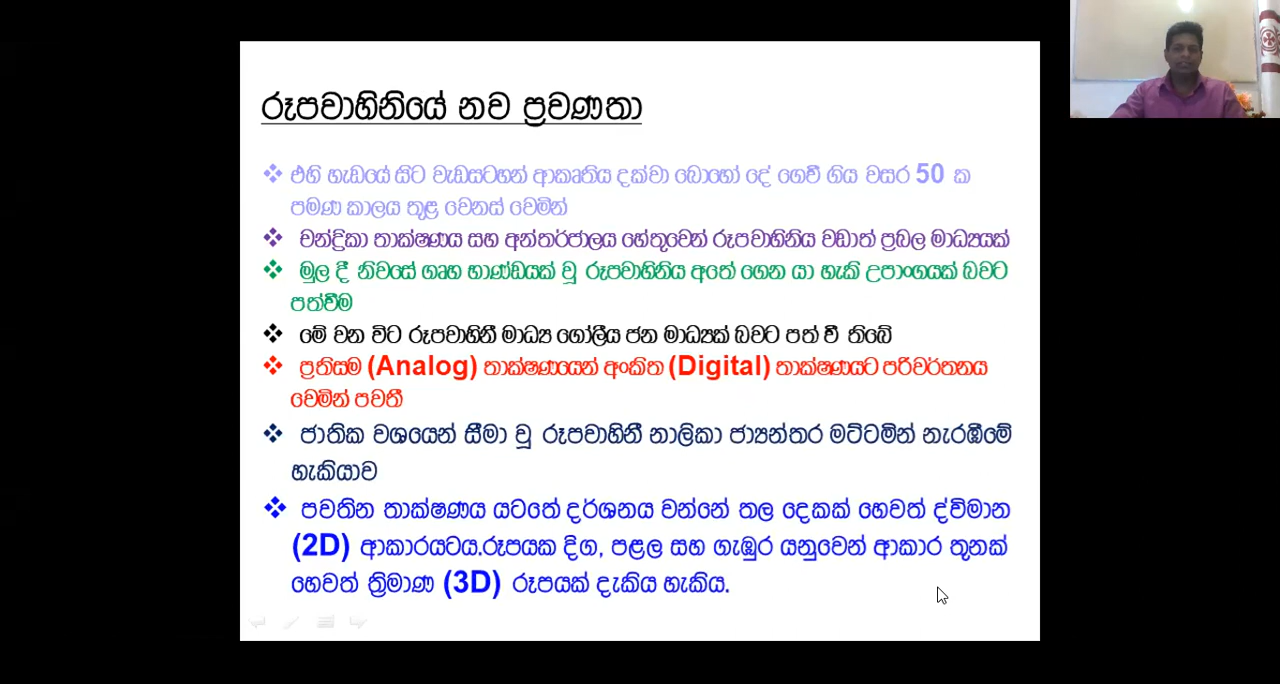 රූපවාහිනියේ නව ප්‍රවණතා
❖ එහි හැඩයේ සිට වැඩසටහන් ආකෘතිය දක්වා බොහෝ දේ ගෙවී ගිය වසර 50 ක
පමණ කාලය තුළ වෙනස් වෙමින්
❖ චන්ද්‍රිකා තාක්ෂණය සහ අන්තර්ජාලය හේතුවෙන් රූපවාහිනිය වඩාත් ප්‍රබල මාධ්‍යයක්
❖ මුල දී නිවසේ ගෘහ භාණ්ඩයක් වූ රූපවාහිනිය අතේ ගෙන යා හැකි උපාංගයක් බවට
පත්වීම
❖ මේ වන විට රූපවාහිනී මාධ්‍ය ගෝලීය ජන මාධ්‍යක් බවට පත් වී තිබේ
❖ ප්‍රතිසම (Analog) තාක්ෂණයෙන් අංකිත (Digital) තාක්ෂණයට පරිවර්තනය
වෙමින් පවතී
❖ ජාතික වශයෙන් සීමා වූ රූපවාහිනී නාලිකා ජාත්‍යන්තර මට්ටමින් නැරඹීමේ
හැකියාව
❖ පවතින තාක්ෂණය යටතේ දර්ශනය වන්නේ තල දෙකක් හෙවත් ද්විමාන
(2D) ආකාරයටය.රූපයක දිග, පළල සහ ගැඹුර යනුවෙන් ආකාර තුනක්
හෙවත් ත්‍රිමාණ (3D) රූපයක් දැකිය හැකිය.